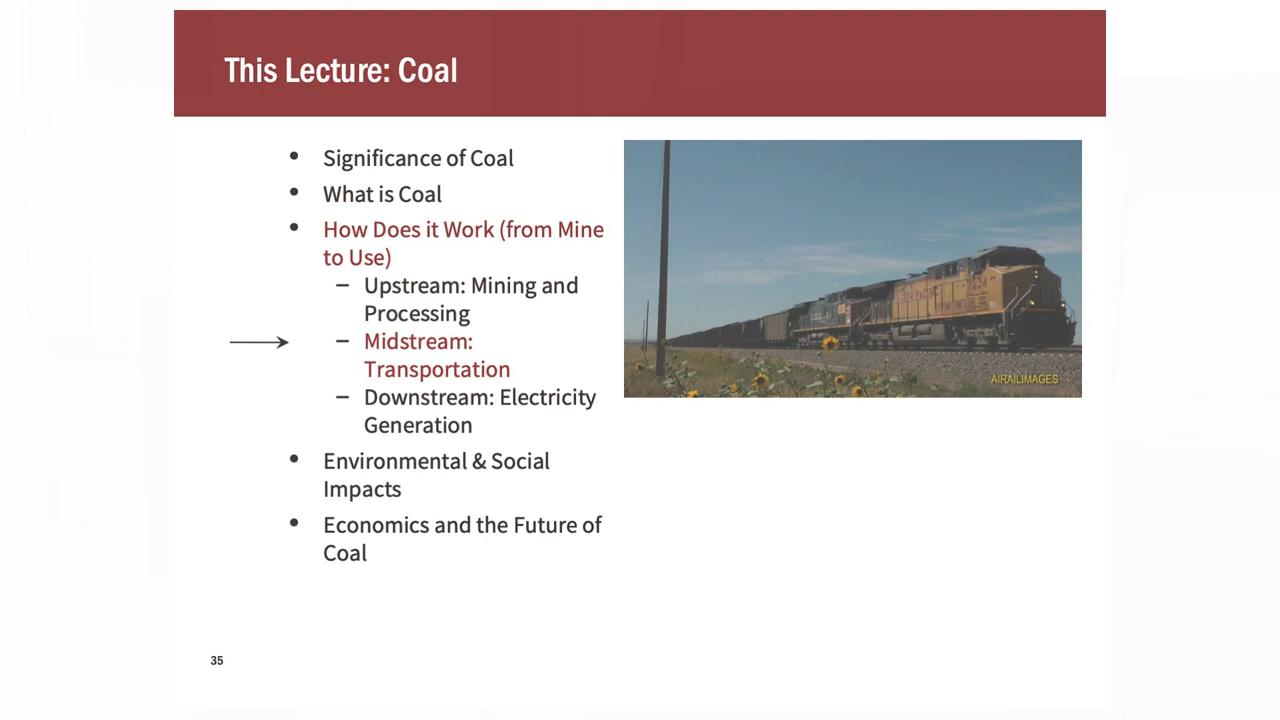 This Lecture: Coal
• Significance of Coal
• What is Coal
• How Does it Work (from Mine
to Use)
– Upstream: Mining and
Processing
– Midstream:
Transportation
– Downstream: Electricity
Generation
• Environmental & Social
Impacts
• Economics and the Future of
Coal
AIRAILIMAGES
35